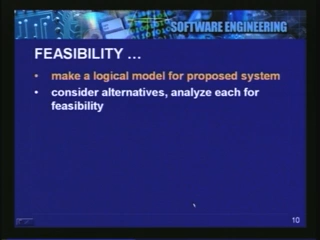 SOFTWARE ENGINEERING
FEASIBILITY ...
• make a logical model for proposed system
• consider alternatives, analyze each for
feasibility
10